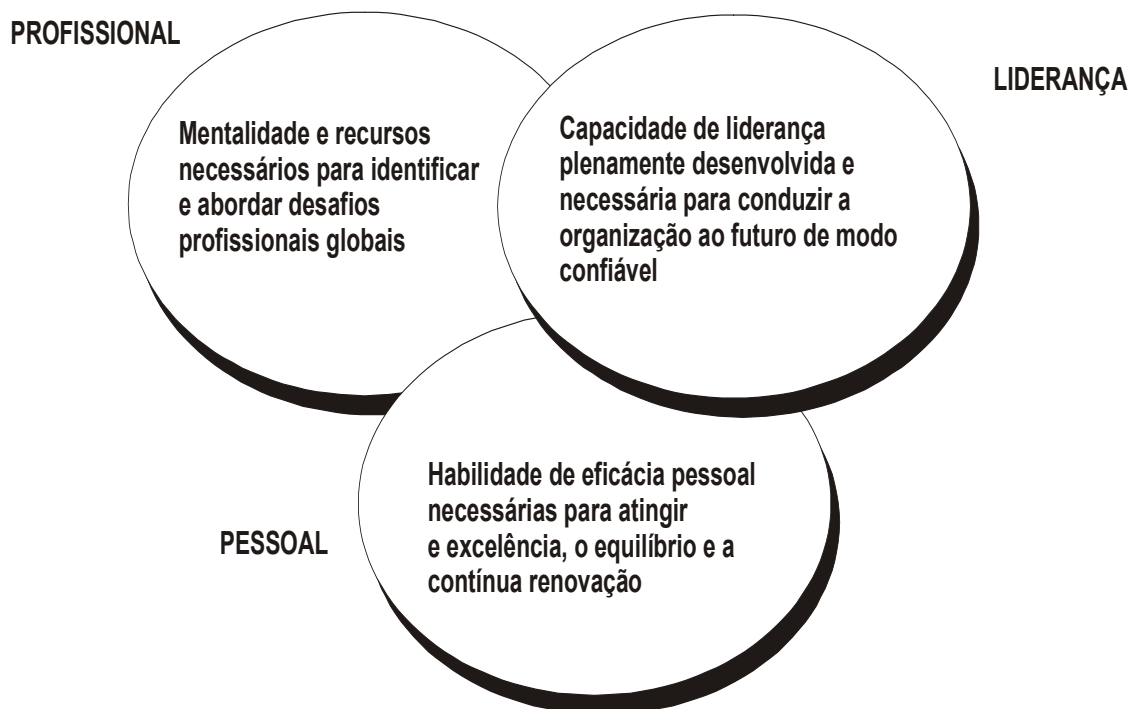 PROFISSIONAL
Mentalidade e recursos
necessários para identificar
e abordar desafios
profissionais globais
LIDERANÇA
Capacidade de liderança
plenamente desenvolvida e
necessária para conduzir a
organização ao futuro de modo
confiável
PESSOAL
Habilidade de eficácia pessoal
necessárias para atingir
e excelência, o equilíbrio e a
contínua renovação